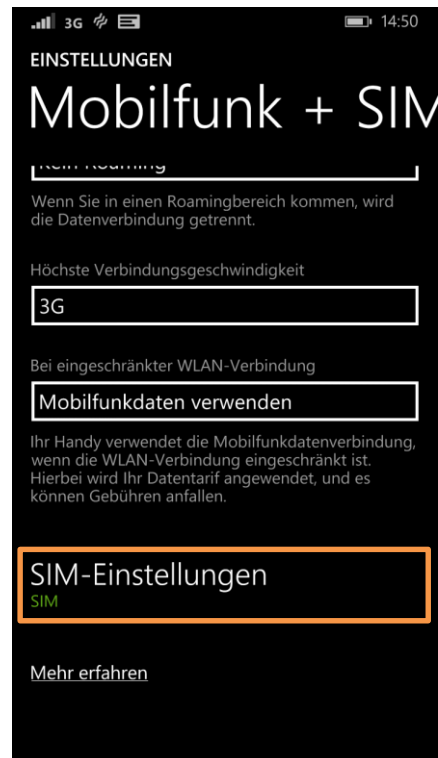 3G 14:50
EINSTELLUNGEN
Mobilfunk + SIM
Kein Roaming
Wenn Sie in einen Roamingbereich kommen, wird
die Datenverbindung getrennt.
Höchste Verbindungsgeschwindigkeit
3G
Bei eingeschränkter WLAN-Verbindung
Mobilfunkdaten verwenden
Ihr Handy verwendet die Mobilfunkdatenverbindung,
wenn die WLAN-Verbindung eingeschränkt ist.
Hierbei wird Ihr Datentarif angewendet, und es
können Gebühren anfallen.
SIM-Einstellungen
SIM
Mehr erfahren